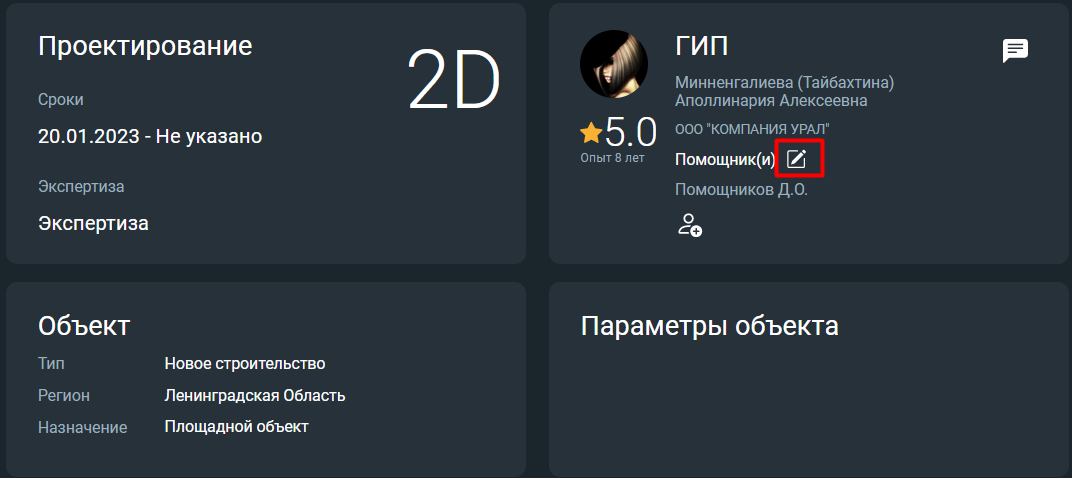 Проектирование
2D
Сроки
20.01.2023 - Не указано
Экспертиза
Экспертиза
ГИП
Минненгалиева (Тайбахтина)
Аполлинария Алексеевна
5.0
Опыт 8 лет
ООО "КОМПАНИЯ УРАЛ"
Помощник(и)
Помощников Д.О.
Объект
Тип Новое строительство
Регион Ленинградская Область
Назначение Площадной объект
Параметры объекта